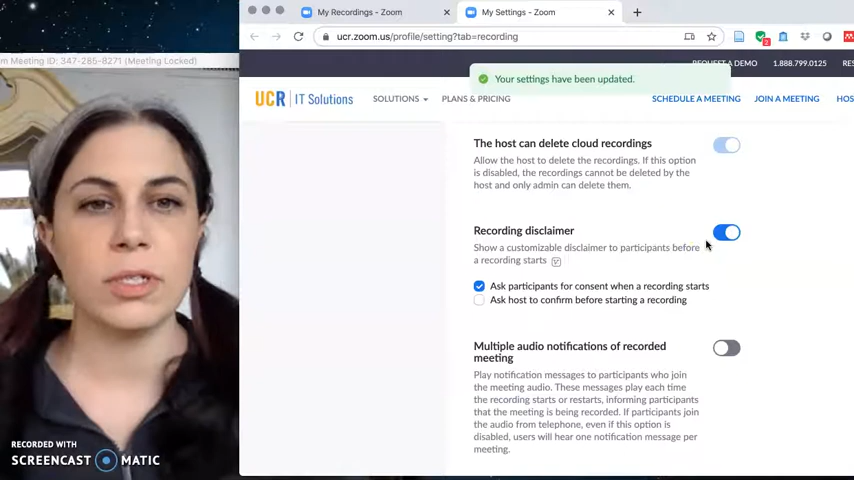 My Recordings - Zoom
My Settings - Zoom
ucr.zoom.us/profile/setting?tab=recording
m Meeting ID: 347-285-8271 (Meeting Locked)
REQUEST A DEMO 1.888.799.0125
Your settings have been updated.
UCR IT Solutions SOLUTIONS PLANS & PRICING SCHEDULE A MEETING JOIN A MEETING
The host can delete cloud recordings
Allow the host to delete the recordings. If this option
is disabled, the recordings cannot be deleted by the
host and only admin can delete them.
Recording disclaimer
Show a customizable disclaimer to participants before
a recording starts
Ask participants for consent when a recording starts
Ask host to confirm before starting a recording
Multiple audio notifications of recorded
meeting
Play notification messages to participants who join
the meeting audio. These messages play each time
the recording starts or restarts, informing participants
that the meeting is being recorded. If participants join
the audio from telephone, even if this option is
disabled, users will hear one notification message per
meeting.
RECORDED WITH
SCREENCAST MATIC